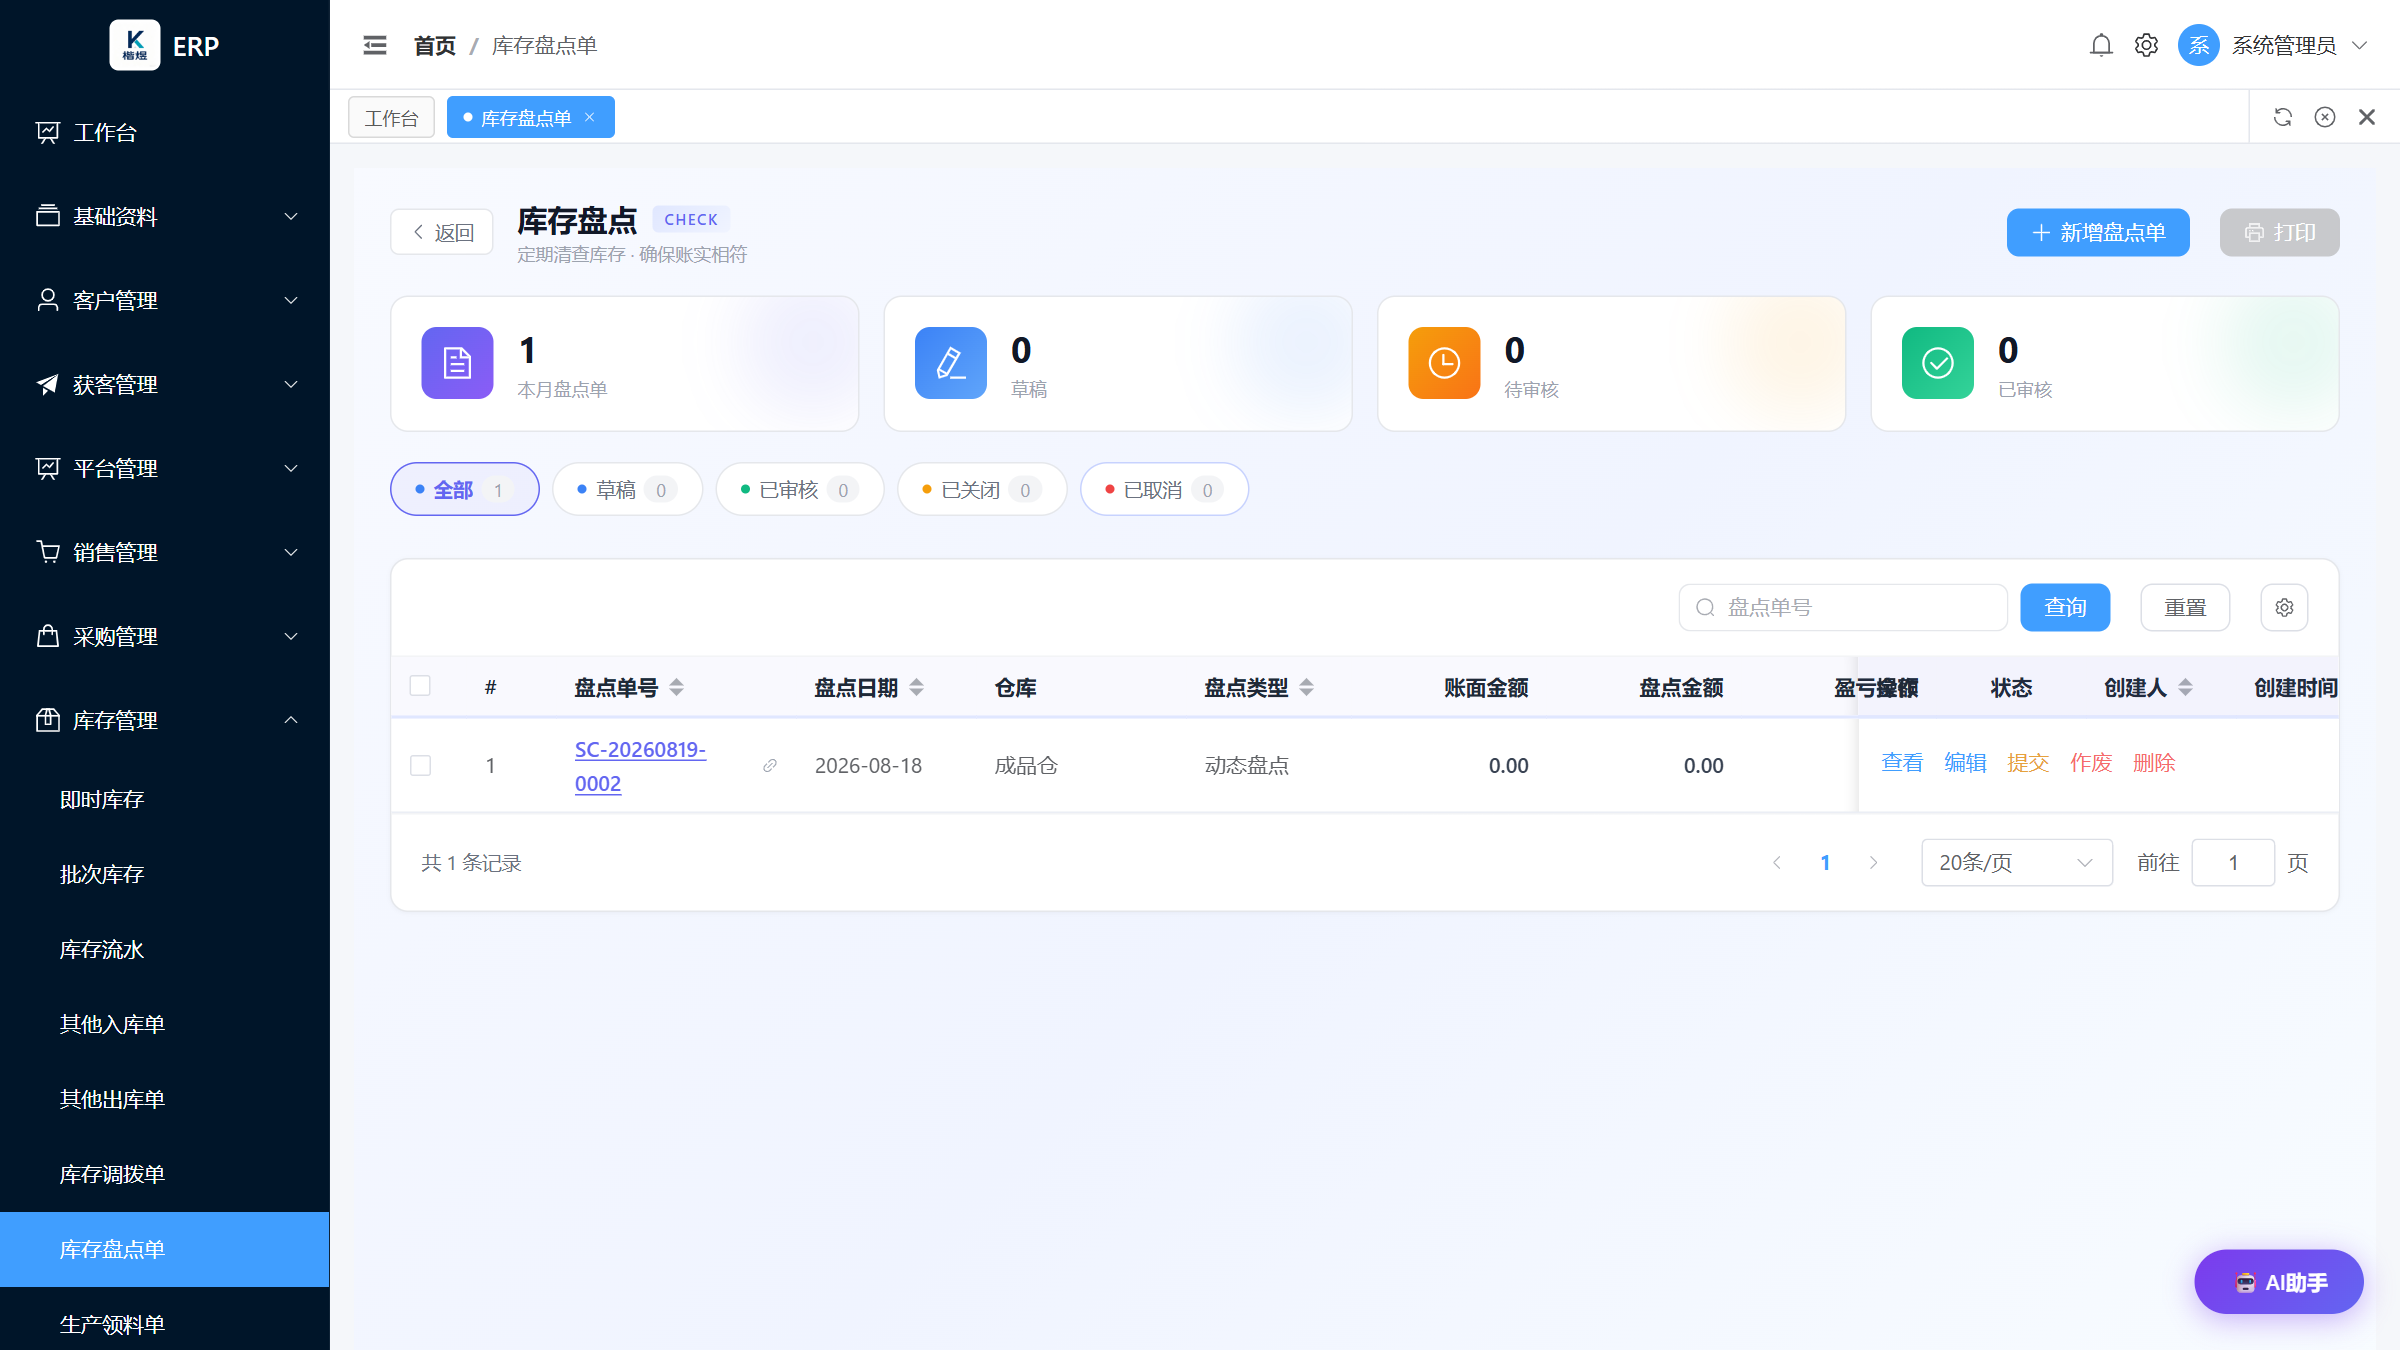 K
楷煜
ERP
首页 / 库存盘点单
系
系统管理员
工作台
基础资料
客户管理
获客管理
平台管理
销售管理
采购管理
库存管理
即时库存
批次库存
库存流水
其他入库单
其他出库单
库存调拨单
库存盘点单
生产领料单
工作台
库存盘点单
返回
库存盘点 CHECK
定期清查库存 · 确保账实相符
新增盘点单
打印
1
本月盘点单
0
草稿
0
待审核
0
已审核
全部 1
草稿 0
已审核 0
已关闭 0
已取消 0
盘点单号
查询
重置
# 盘点单号 盘点日期 仓库 盘点类型 账面金额 盘点金额 盈亏 操作 状态 创建人 创建时间
1 SC-20260819-0002 2026-08-18 成品仓 动态盘点 0.00 0.00 查看 编辑 提交 作废 删除
共 1 条记录
1
20条/页
前往 1 页
AI助手